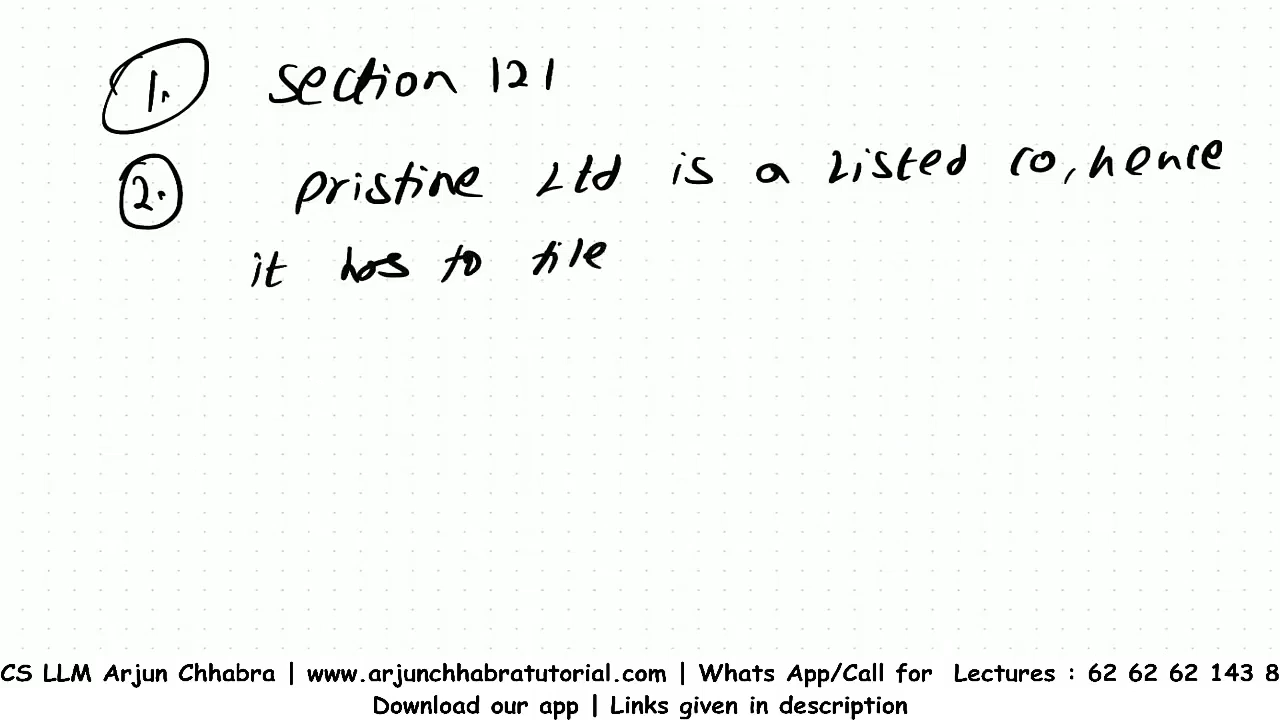 1. section 121
2. pristine Ltd is a Listed co, hence
it has to file
CS LLM Arjun Chhabra | www.arjunchhabratutorial.com | Whats App/Call for Lectures : 62 62 62 143 8
Download our app | Links given in description